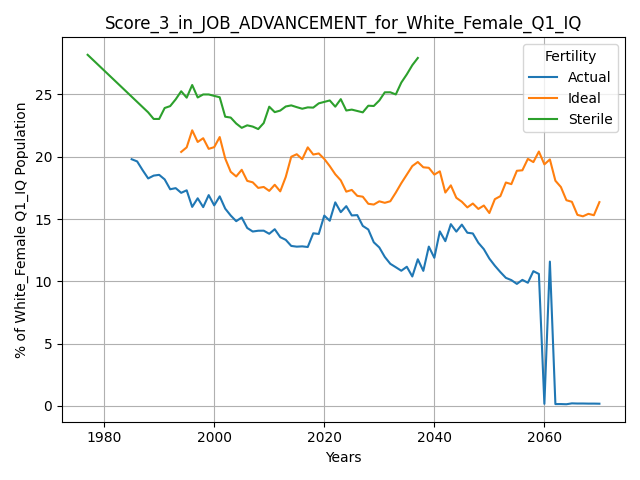 Score_3_in_JOB_ADVANCEMENT_for_White_Female_Q1_IQ
Fertility
Actual
Ideal
Sterile
% of White_Female Q1_IQ Population
25
20
15
10
5
0
1980 2000 2020 2040 2060
Years